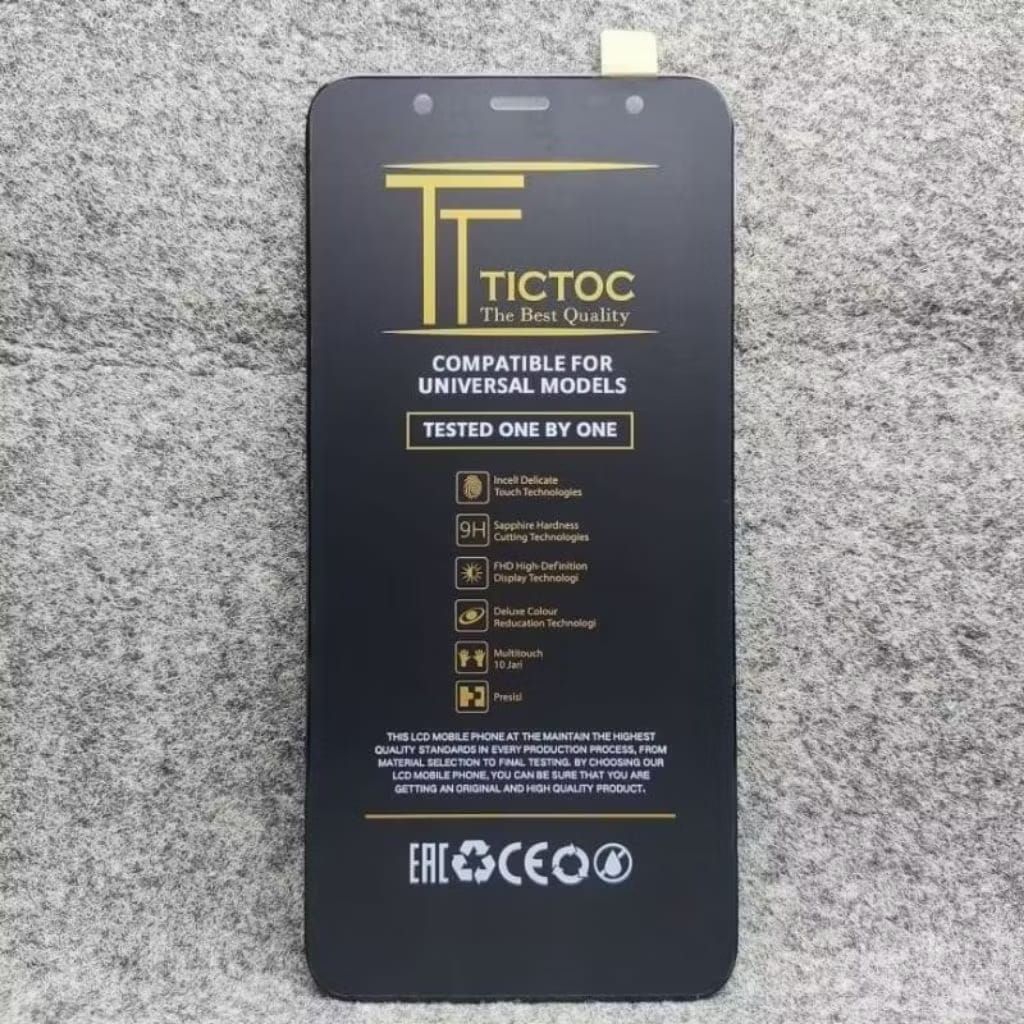 TT
TICTOC
The Best Quality
COMPATIBLE FOR
UNIVERSAL MODELS
TESTED ONE BY ONE
Incell Delicate
Touch Technologies
9H
Sapphire Hardness
Cutting Technologies
FHD High-Definition
Display Technologi
Deluxe Colour
Reducation Technologi
Multitouch
10 Jari
Presisi
THIS LCD MOBILE PHONE AT THE MAINTAIN THE HIGHEST
QUALITY STANDARDS IN EVERY PRODUCTION PROCESS, FROM
MATERIAL SELECTION TO FINAL TESTING. BY CHOOSING OUR
LCD MOBILE PHONE, YOU CAN BE SURE THAT YOU ARE
GETTING AN ORIGINAL AND HIGH QUALITY PRODUCT.
EAC CE